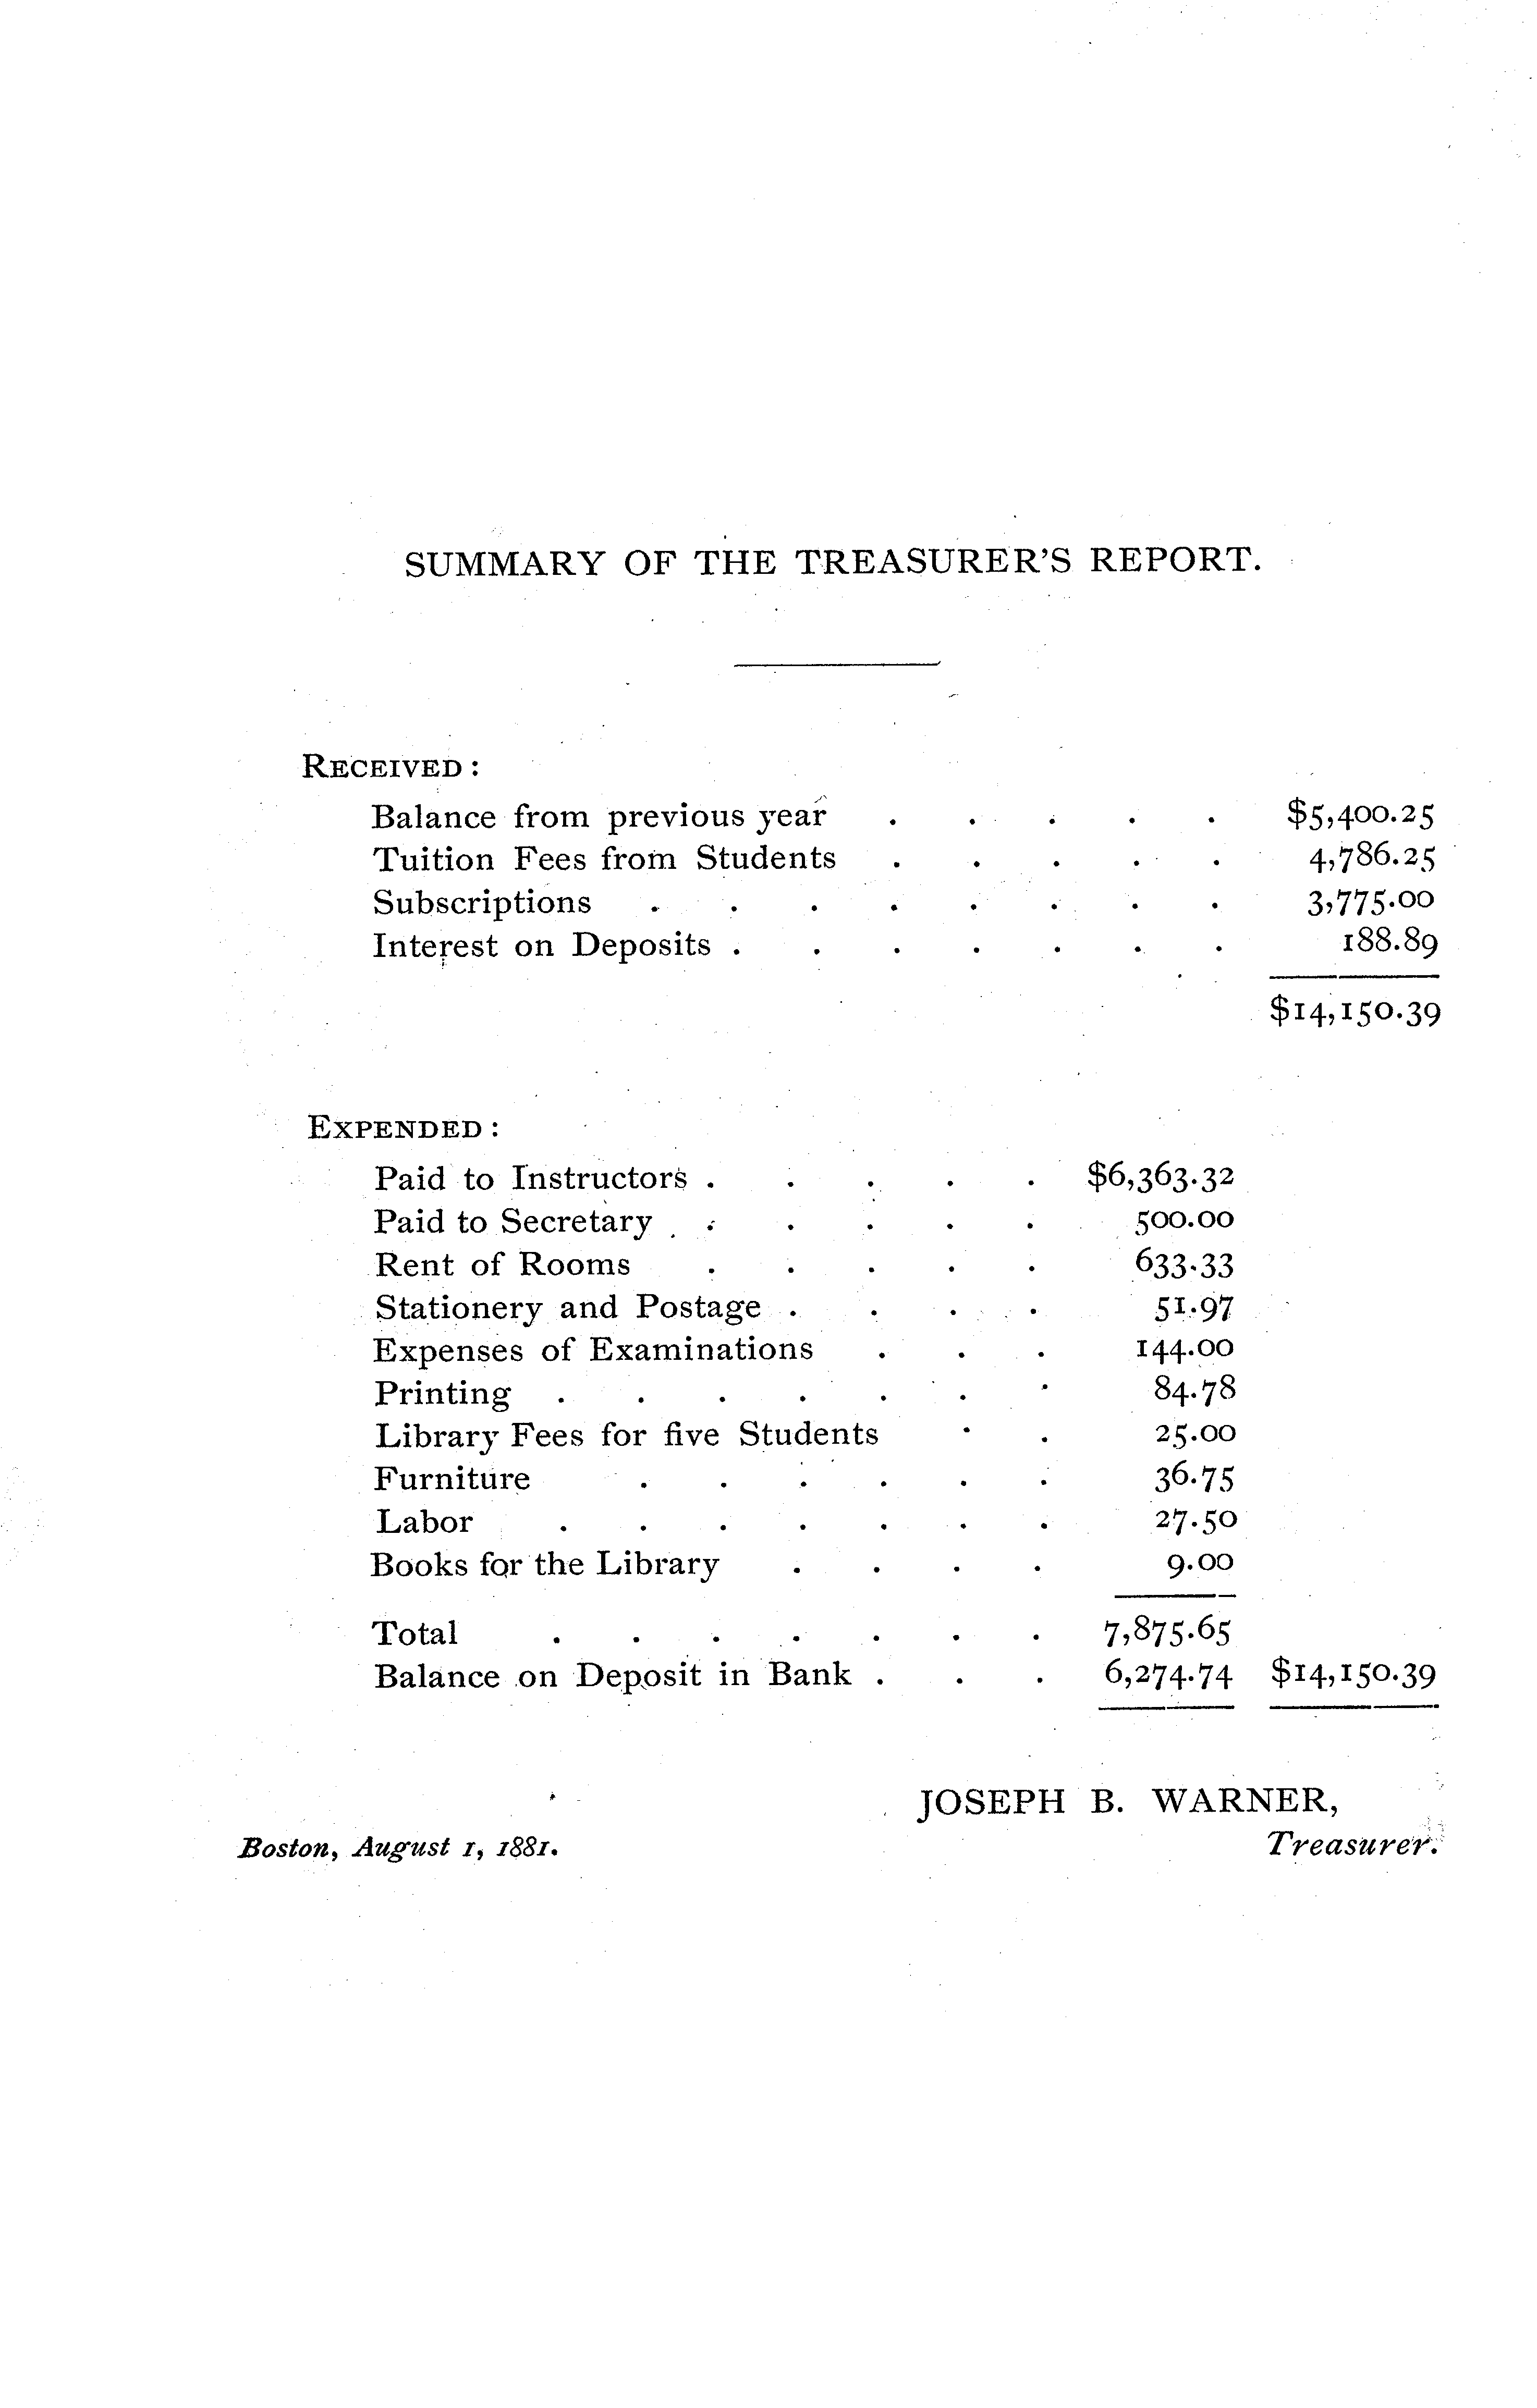 SUMMARY OF THE TREASURER'S REPORT.
RECEIVED:
Balance from previous year . . . . . $5,400.25
Tuition Fees from Students . . . . . 4,786.25
Subscriptions . . . . . . . . 3,775.00
Interest on Deposits . . . . . . . 188.89
$14,150.39
EXPENDED:
Paid to Instructors . . . . . $6,363.32
Paid to Secretary . . . . . 500.00
Rent of Rooms . . . . . 633.33
Stationery and Postage . . . . 51.97
Expenses of Examinations . . . 144.00
Printing . . . . . . . 84.78
Library Fees for five Students . . 25.00
Furniture . . . . . . 36.75
Labor . . . . . . . 27.50
Books for the Library . . . . 9.00
Total . . . . . . . 7,875.65
Balance on Deposit in Bank . . . 6,274.74 $14,150.39
JOSEPH B. WARNER,
Boston, August 1, 1881. Treasurer.